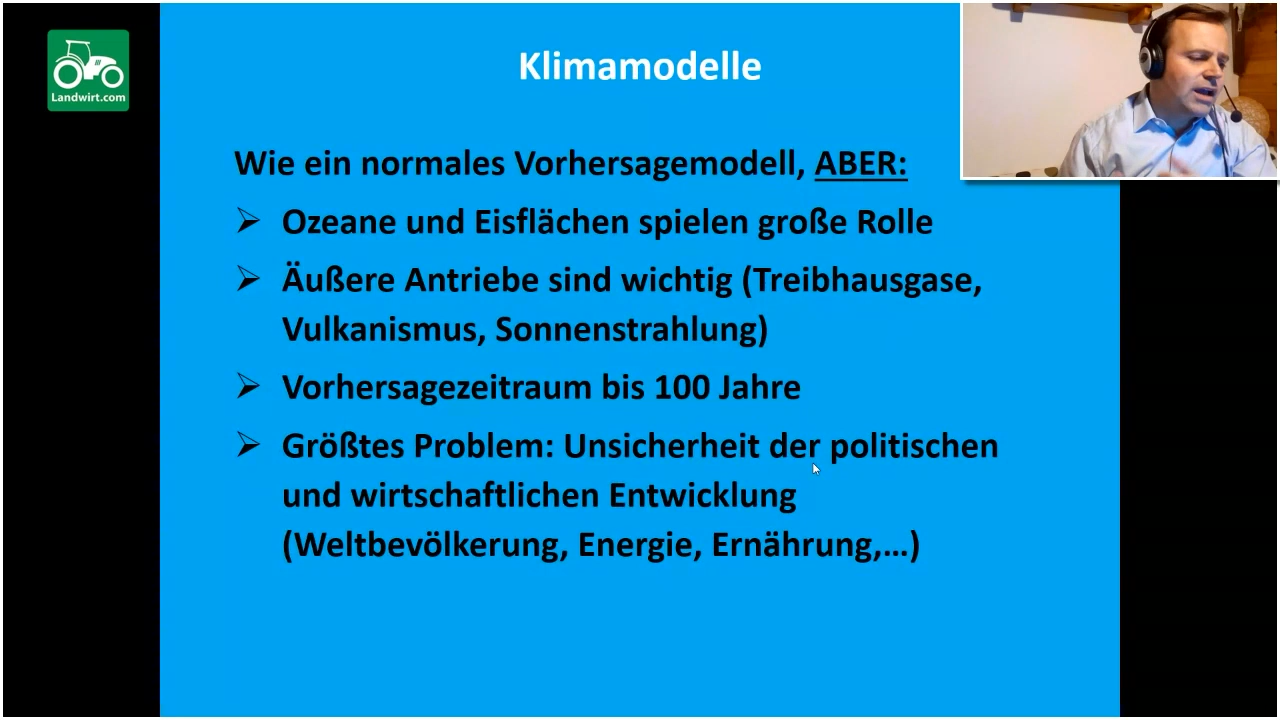 Landwirt.com
Klimamodelle
Wie ein normales Vorhersagemodell, ABER:
Ozeane und Eisflächen spielen große Rolle
Äußere Antriebe sind wichtig (Treibhausgase,
Vulkanismus, Sonnenstrahlung)
Vorhersagezeitraum bis 100 Jahre
Größtes Problem: Unsicherheit der politischen
und wirtschaftlichen Entwicklung
(Weltbevölkerung, Energie, Ernährung,…)